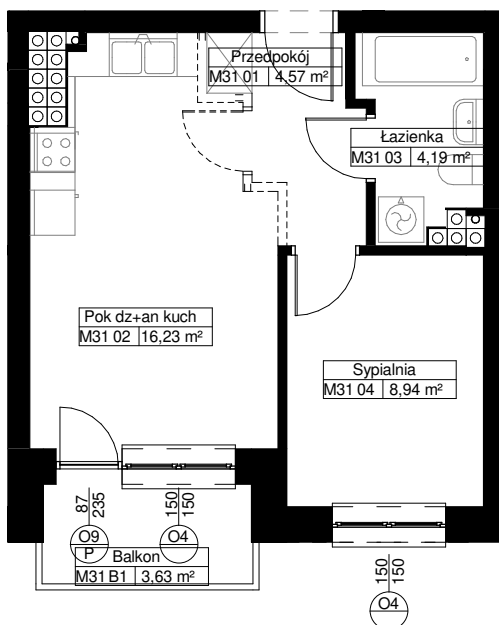 Przedpokój
M31 01 4,57 m²
Łazienka
M31 03 4,19 m²
Pok dz+an kuch
M31 02 16,23 m²
Sypialnia
M31 04 8,94 m²
87
235
150
150
O9
P
O4
Balkon
M31 B1 3,63 m²
150
150
O4